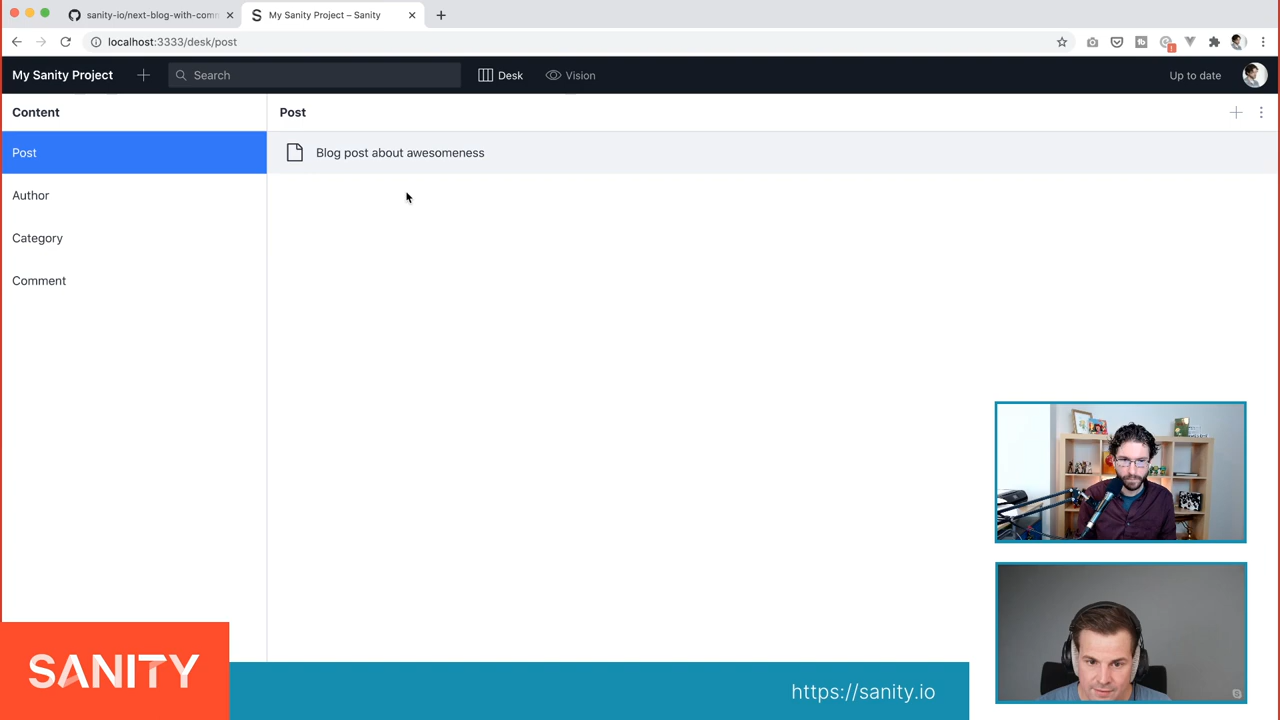 sanity-io/next-blog-with-comm
S My Sanity Project – Sanity
localhost:3333/desk/post
My Sanity Project
Search
Desk
Vision
Up to date
Content
Post
Post
Blog post about awesomeness
Author
Category
Comment
SANITY
https://sanity.io